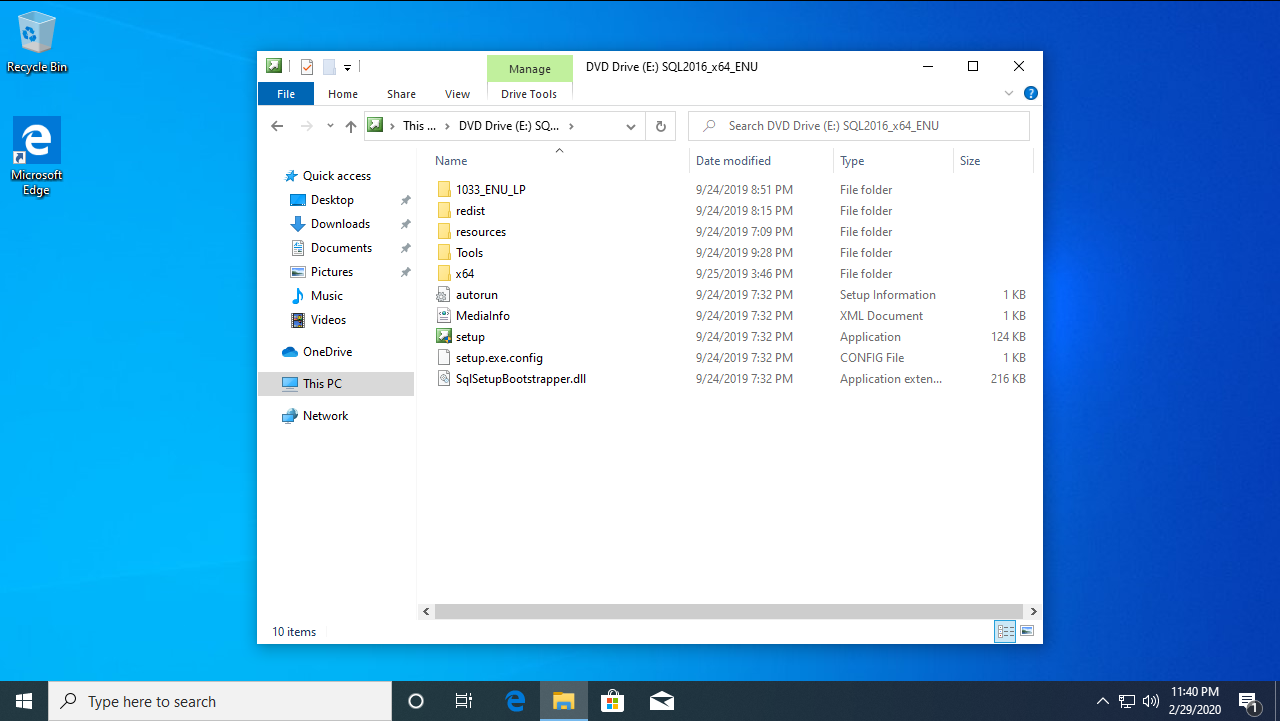 Recycle Bin
Microsoft
Edge
Manage
DVD Drive (E:) SQL2016_x64_ENU
File
Home
Share
View
Drive Tools
This ...
DVD Drive (E:) SQ...
Search DVD Drive (E:) SQL2016_x64_ENU
Quick access
Desktop
Downloads
Documents
Pictures
Music
Videos
OneDrive
This PC
Network
Name Date modified Type Size
1033_ENU_LP 9/24/2019 8:51 PM File folder
redist 9/24/2019 8:15 PM File folder
resources 9/24/2019 7:09 PM File folder
Tools 9/24/2019 9:28 PM File folder
x64 9/25/2019 3:46 PM File folder
autorun 9/24/2019 7:32 PM Setup Information 1 KB
MediaInfo 9/24/2019 7:32 PM XML Document 1 KB
setup 9/24/2019 7:32 PM Application 124 KB
setup.exe.config 9/24/2019 7:32 PM CONFIG File 1 KB
SqlSetupBootstrapper.dll 9/24/2019 7:32 PM Application exten... 216 KB
10 items
Type here to search
11:40 PM
2/29/2020
1